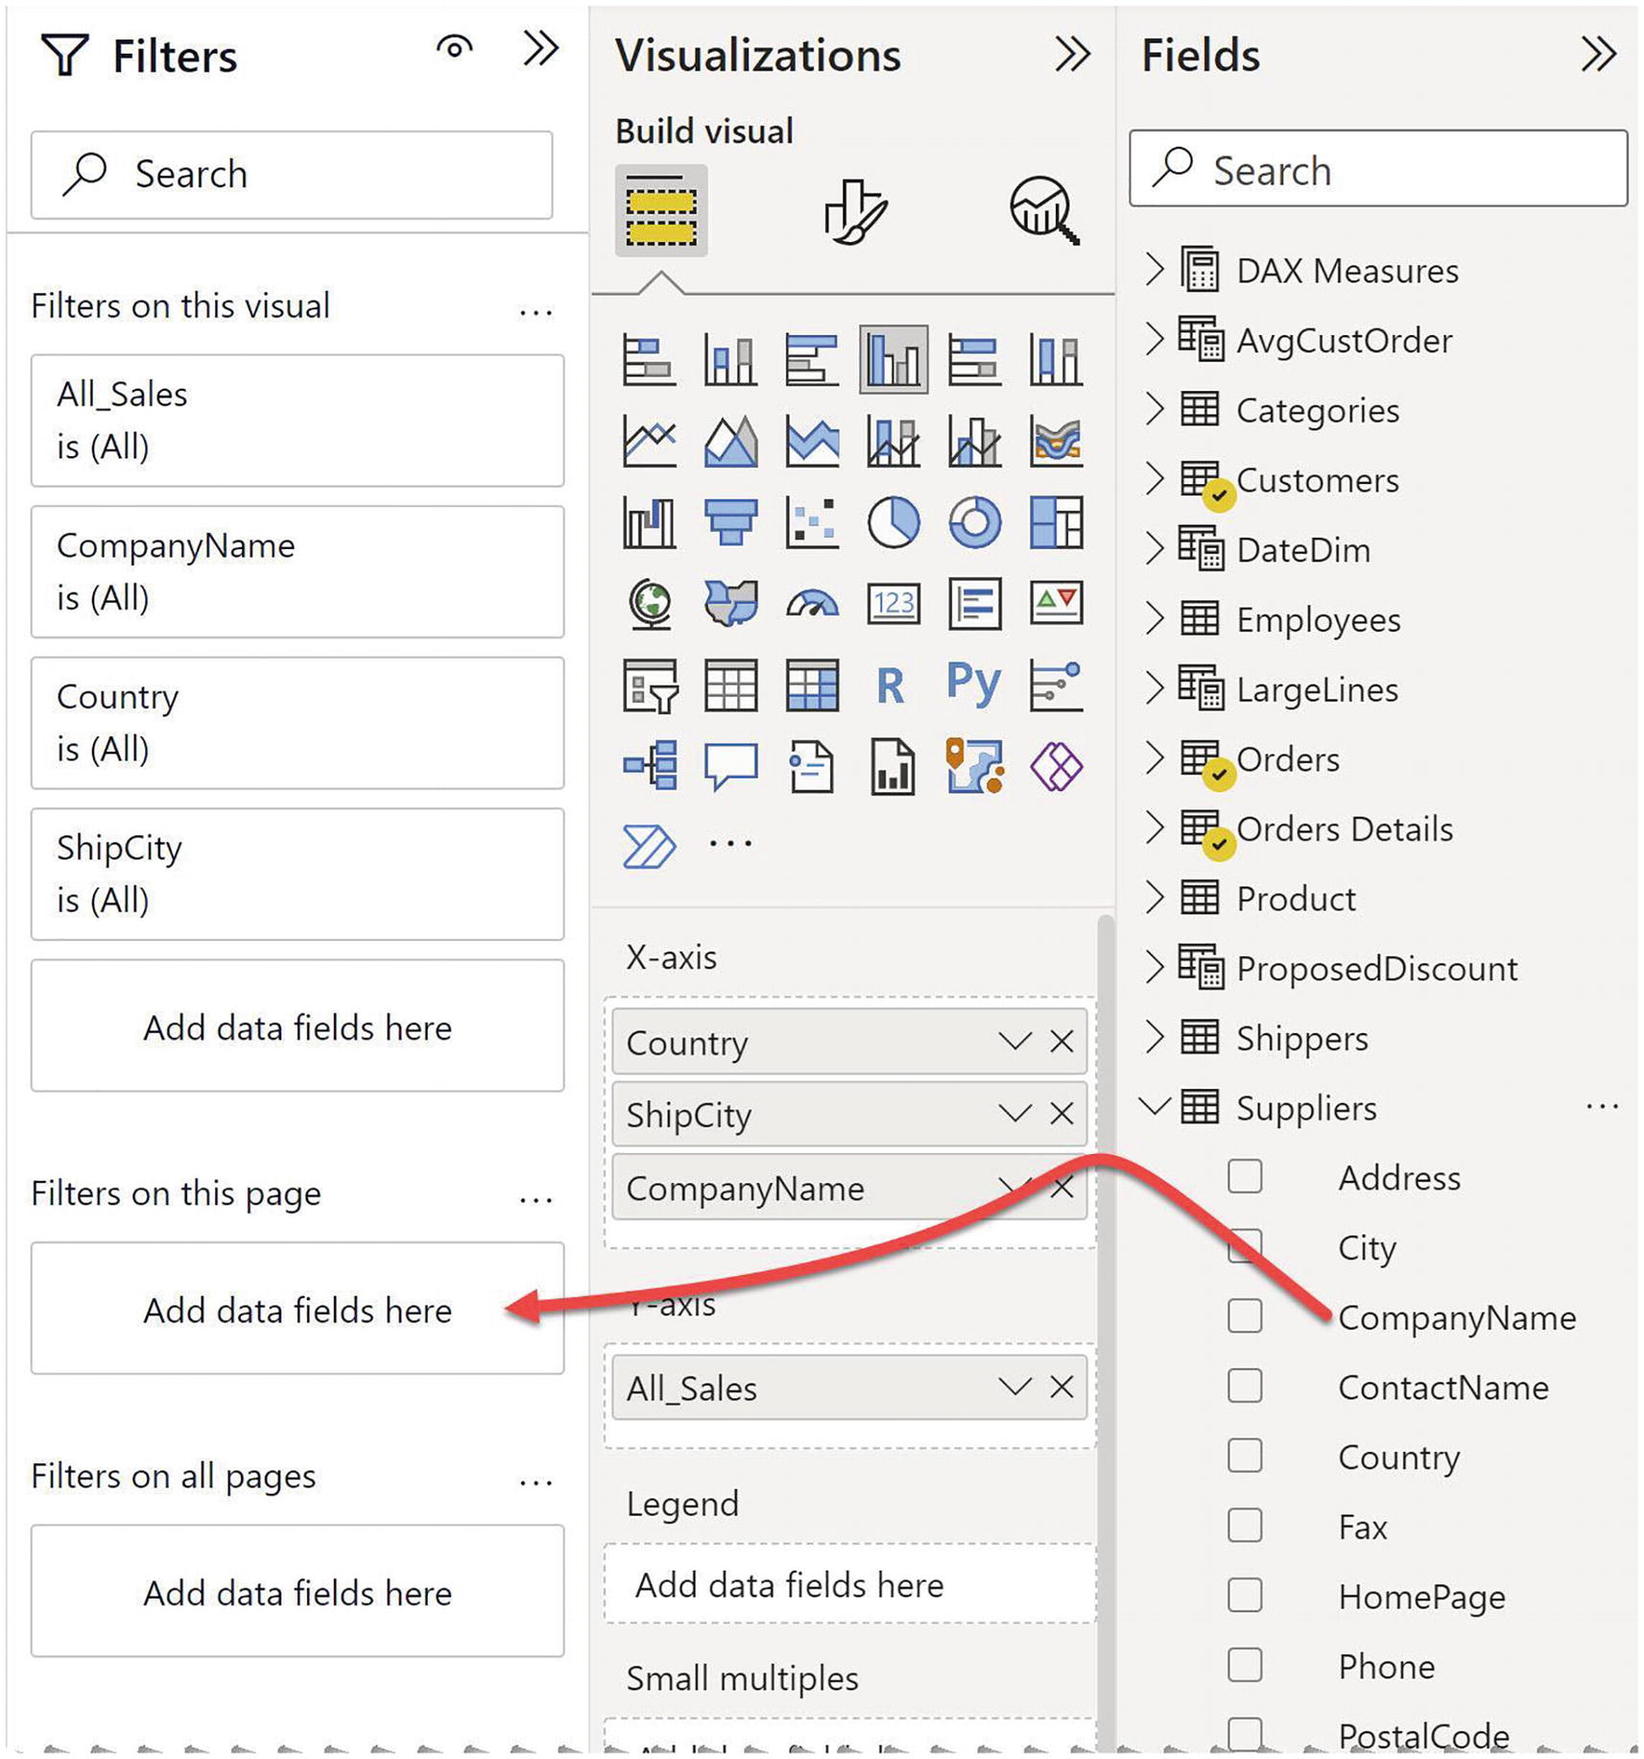 Filters
Search
Filters on this visual
...
All_Sales
is (All)
CompanyName
is (All)
Country
is (All)
ShipCity
is (All)
Add data fields here
Filters on this page
...
Add data fields here
Filters on all pages
...
Add data fields here
Visualizations
Build visual
123
R
Py
...
X-axis
Country
ShipCity
CompanyName
Y-axis
All_Sales
Legend
Add data fields here
Small multiples
Fields
Search
DAX Measures
AvgCustOrder
Categories
Customers
DateDim
Employees
LargeLines
Orders
Orders Details
Product
ProposedDiscount
Shippers
Suppliers
...
Address
City
CompanyName
ContactName
Country
Fax
HomePage
Phone
PostalCode